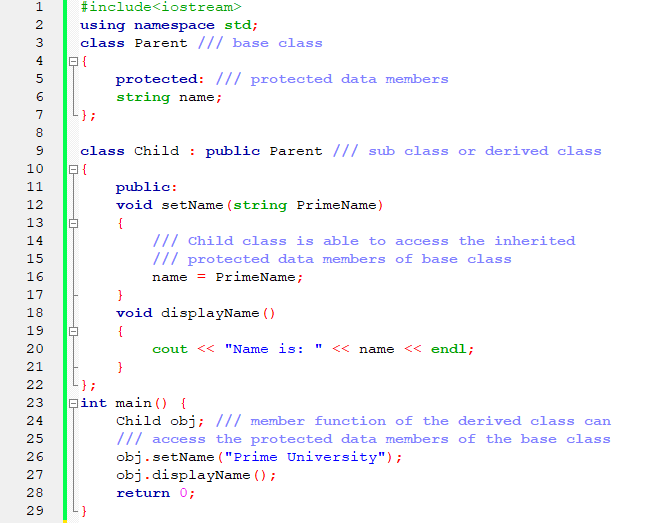 1 #include<iostream>
2 using namespace std;
3 class Parent /// base class
4 {
5 protected: /// protected data members
6 string name;
7 };
8
9 class Child : public Parent /// sub class or derived class
10 {
11 public:
12 void setName(string PrimeName)
13 {
14 /// Child class is able to access the inherited
15 /// protected data members of base class
16 name = PrimeName;
17 }
18 void displayName()
19 {
20 cout << "Name is: " << name << endl;
21 }
22 };
23 int main() {
24 Child obj; /// member function of the derived class can
25 /// access the protected data members of the base class
26 obj.setName("Prime University");
27 obj.displayName();
28 return 0;
29 }